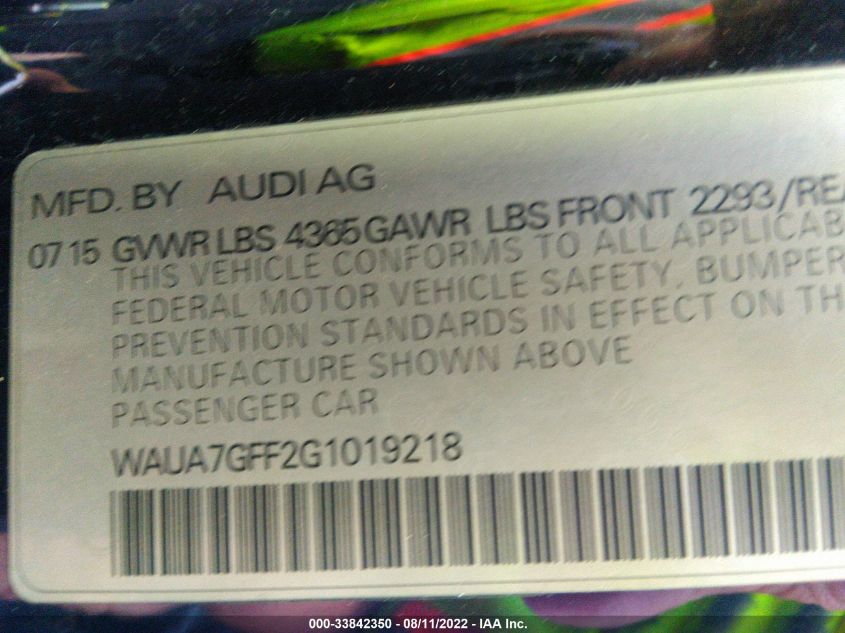 MFD. BY AUDI AG
07 15 GVWR LBS 4365 GAWR LBS FRONT 2293/REA
THIS VEHICLE CONFORMS TO ALL APPLICAB
FEDERAL MOTOR VEHICLE SAFETY, BUMPER
PREVENTION STANDARDS IN EFFECT ON TH
MANUFACTURE SHOWN ABOVE
PASSENGER CAR
WAUA7GFF2G1019218
000-33842350 - 08/11/2022 - IAA Inc.